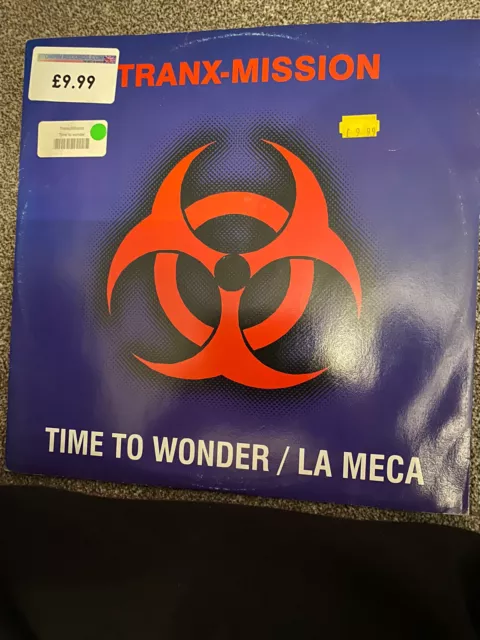 £9.99
TRANX-MISSION
TIME TO WONDER / LA MECA